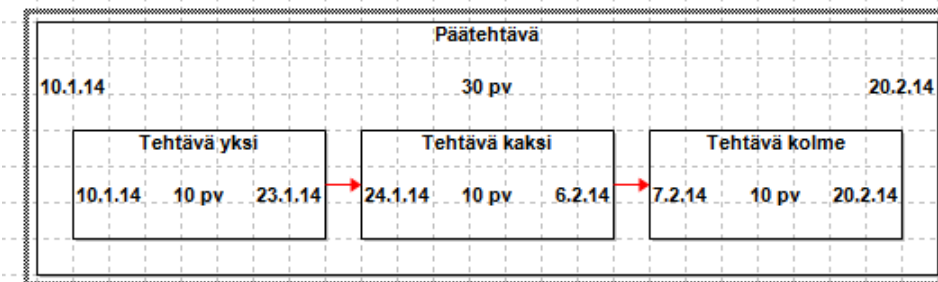 Päätehtävä
10.1.14 30 pv 20.2.14
Tehtävä yksi Tehtävä kaksi Tehtävä kolme
10.1.14 10 pv 23.1.14 24.1.14 10 pv 6.2.14 7.2.14 10 pv 20.2.14